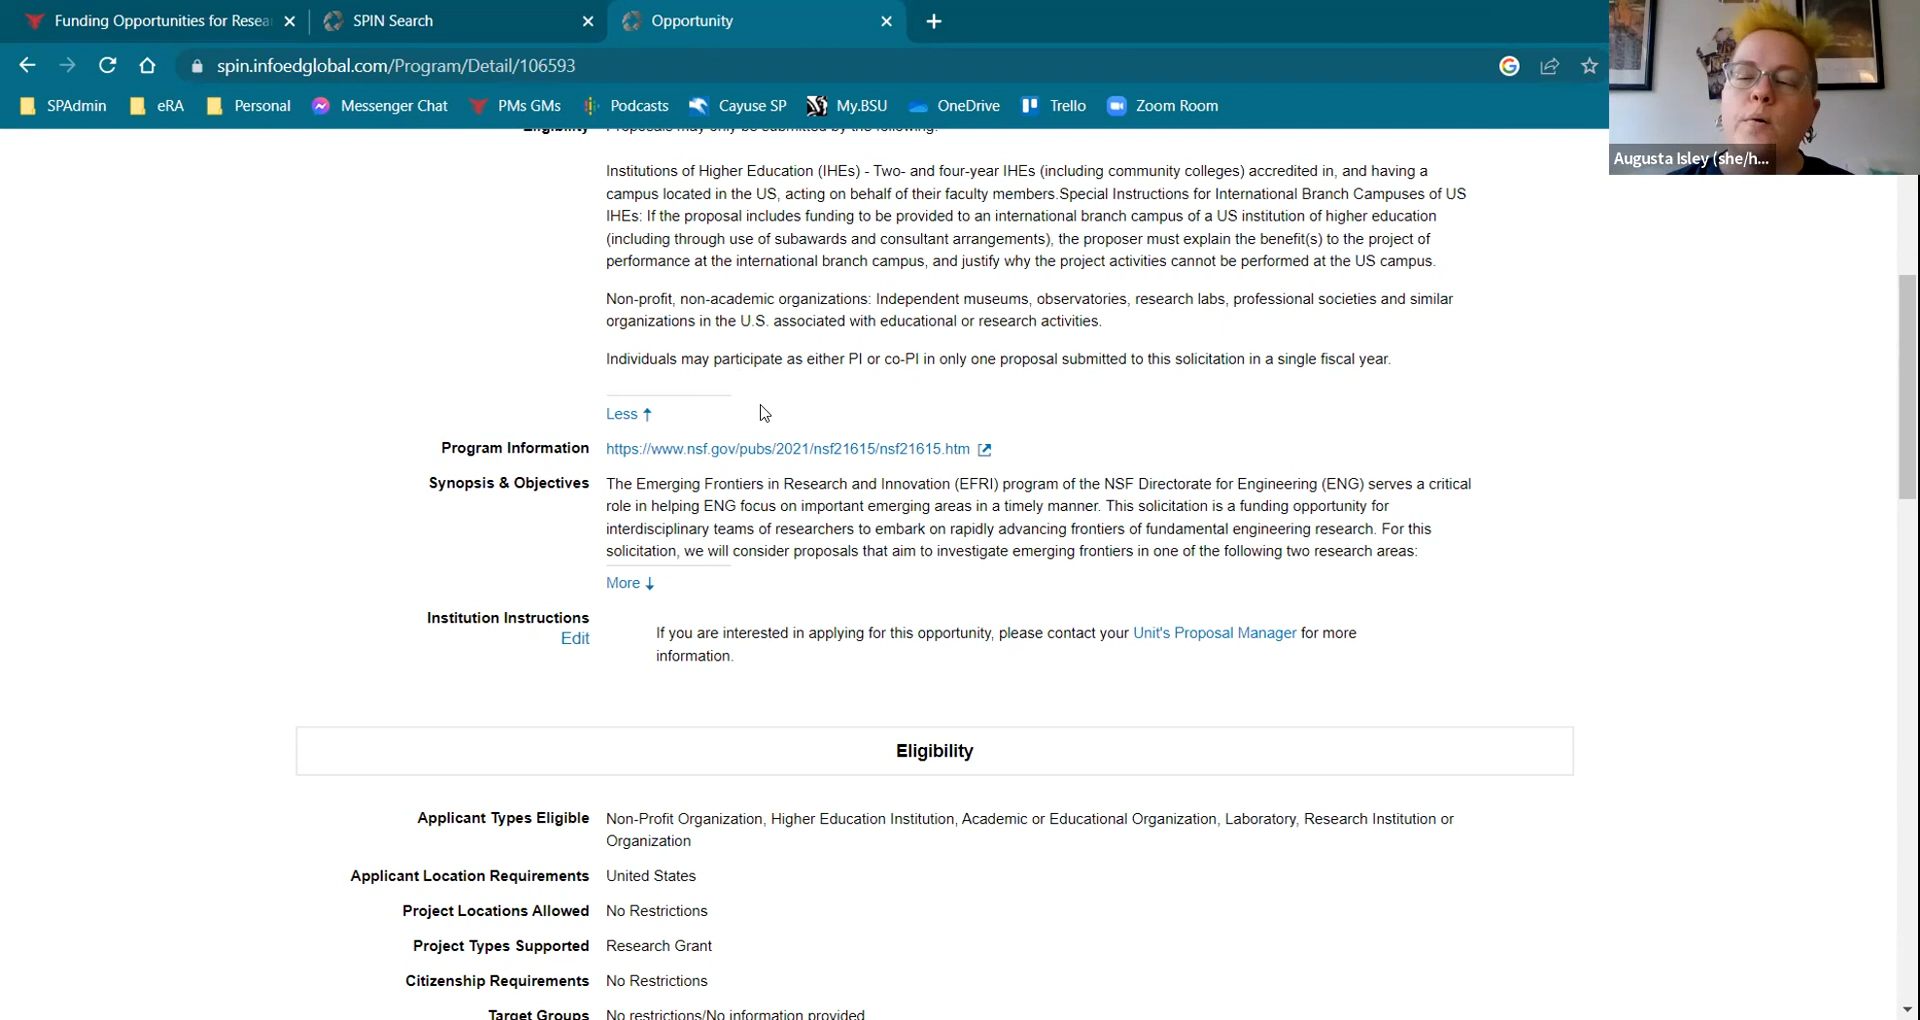 Funding Opportunities for Resea
SPIN Search
Opportunity
spin.infoedglobal.com/Program/Detail/106593
SPAdmin
eRA
Personal
Messenger Chat
PMs GMs
Podcasts
Cayuse SP
My.BSU
OneDrive
Trello
Zoom Room
Augusta Isley (she/h...
Eligibility Proposals may only be submitted by the following:
Institutions of Higher Education (IHEs) - Two- and four-year IHEs (including community colleges) accredited in, and having a
campus located in the US, acting on behalf of their faculty members.Special Instructions for International Branch Campuses of US
IHEs: If the proposal includes funding to be provided to an international branch campus of a US institution of higher education
(including through use of subawards and consultant arrangements), the proposer must explain the benefit(s) to the project of
performance at the international branch campus, and justify why the project activities cannot be performed at the US campus.
Non-profit, non-academic organizations: Independent museums, observatories, research labs, professional societies and similar
organizations in the U.S. associated with educational or research activities.
Individuals may participate as either PI or co-PI in only one proposal submitted to this solicitation in a single fiscal year.
Less ↑
Program Information https://www.nsf.gov/pubs/2021/nsf21615/nsf21615.htm
Synopsis & Objectives The Emerging Frontiers in Research and Innovation (EFRI) program of the NSF Directorate for Engineering (ENG) serves a critical
role in helping ENG focus on important emerging areas in a timely manner. This solicitation is a funding opportunity for
interdisciplinary teams of researchers to embark on rapidly advancing frontiers of fundamental engineering research. For this
solicitation, we will consider proposals that aim to investigate emerging frontiers in one of the following two research areas:
More ↓
Institution Instructions
Edit
If you are interested in applying for this opportunity, please contact your Unit's Proposal Manager for more
information.
Eligibility
Applicant Types Eligible Non-Profit Organization, Higher Education Institution, Academic or Educational Organization, Laboratory, Research Institution or
Organization
Applicant Location Requirements United States
Project Locations Allowed No Restrictions
Project Types Supported Research Grant
Citizenship Requirements No Restrictions
Target Groups No restrictions/No information provided